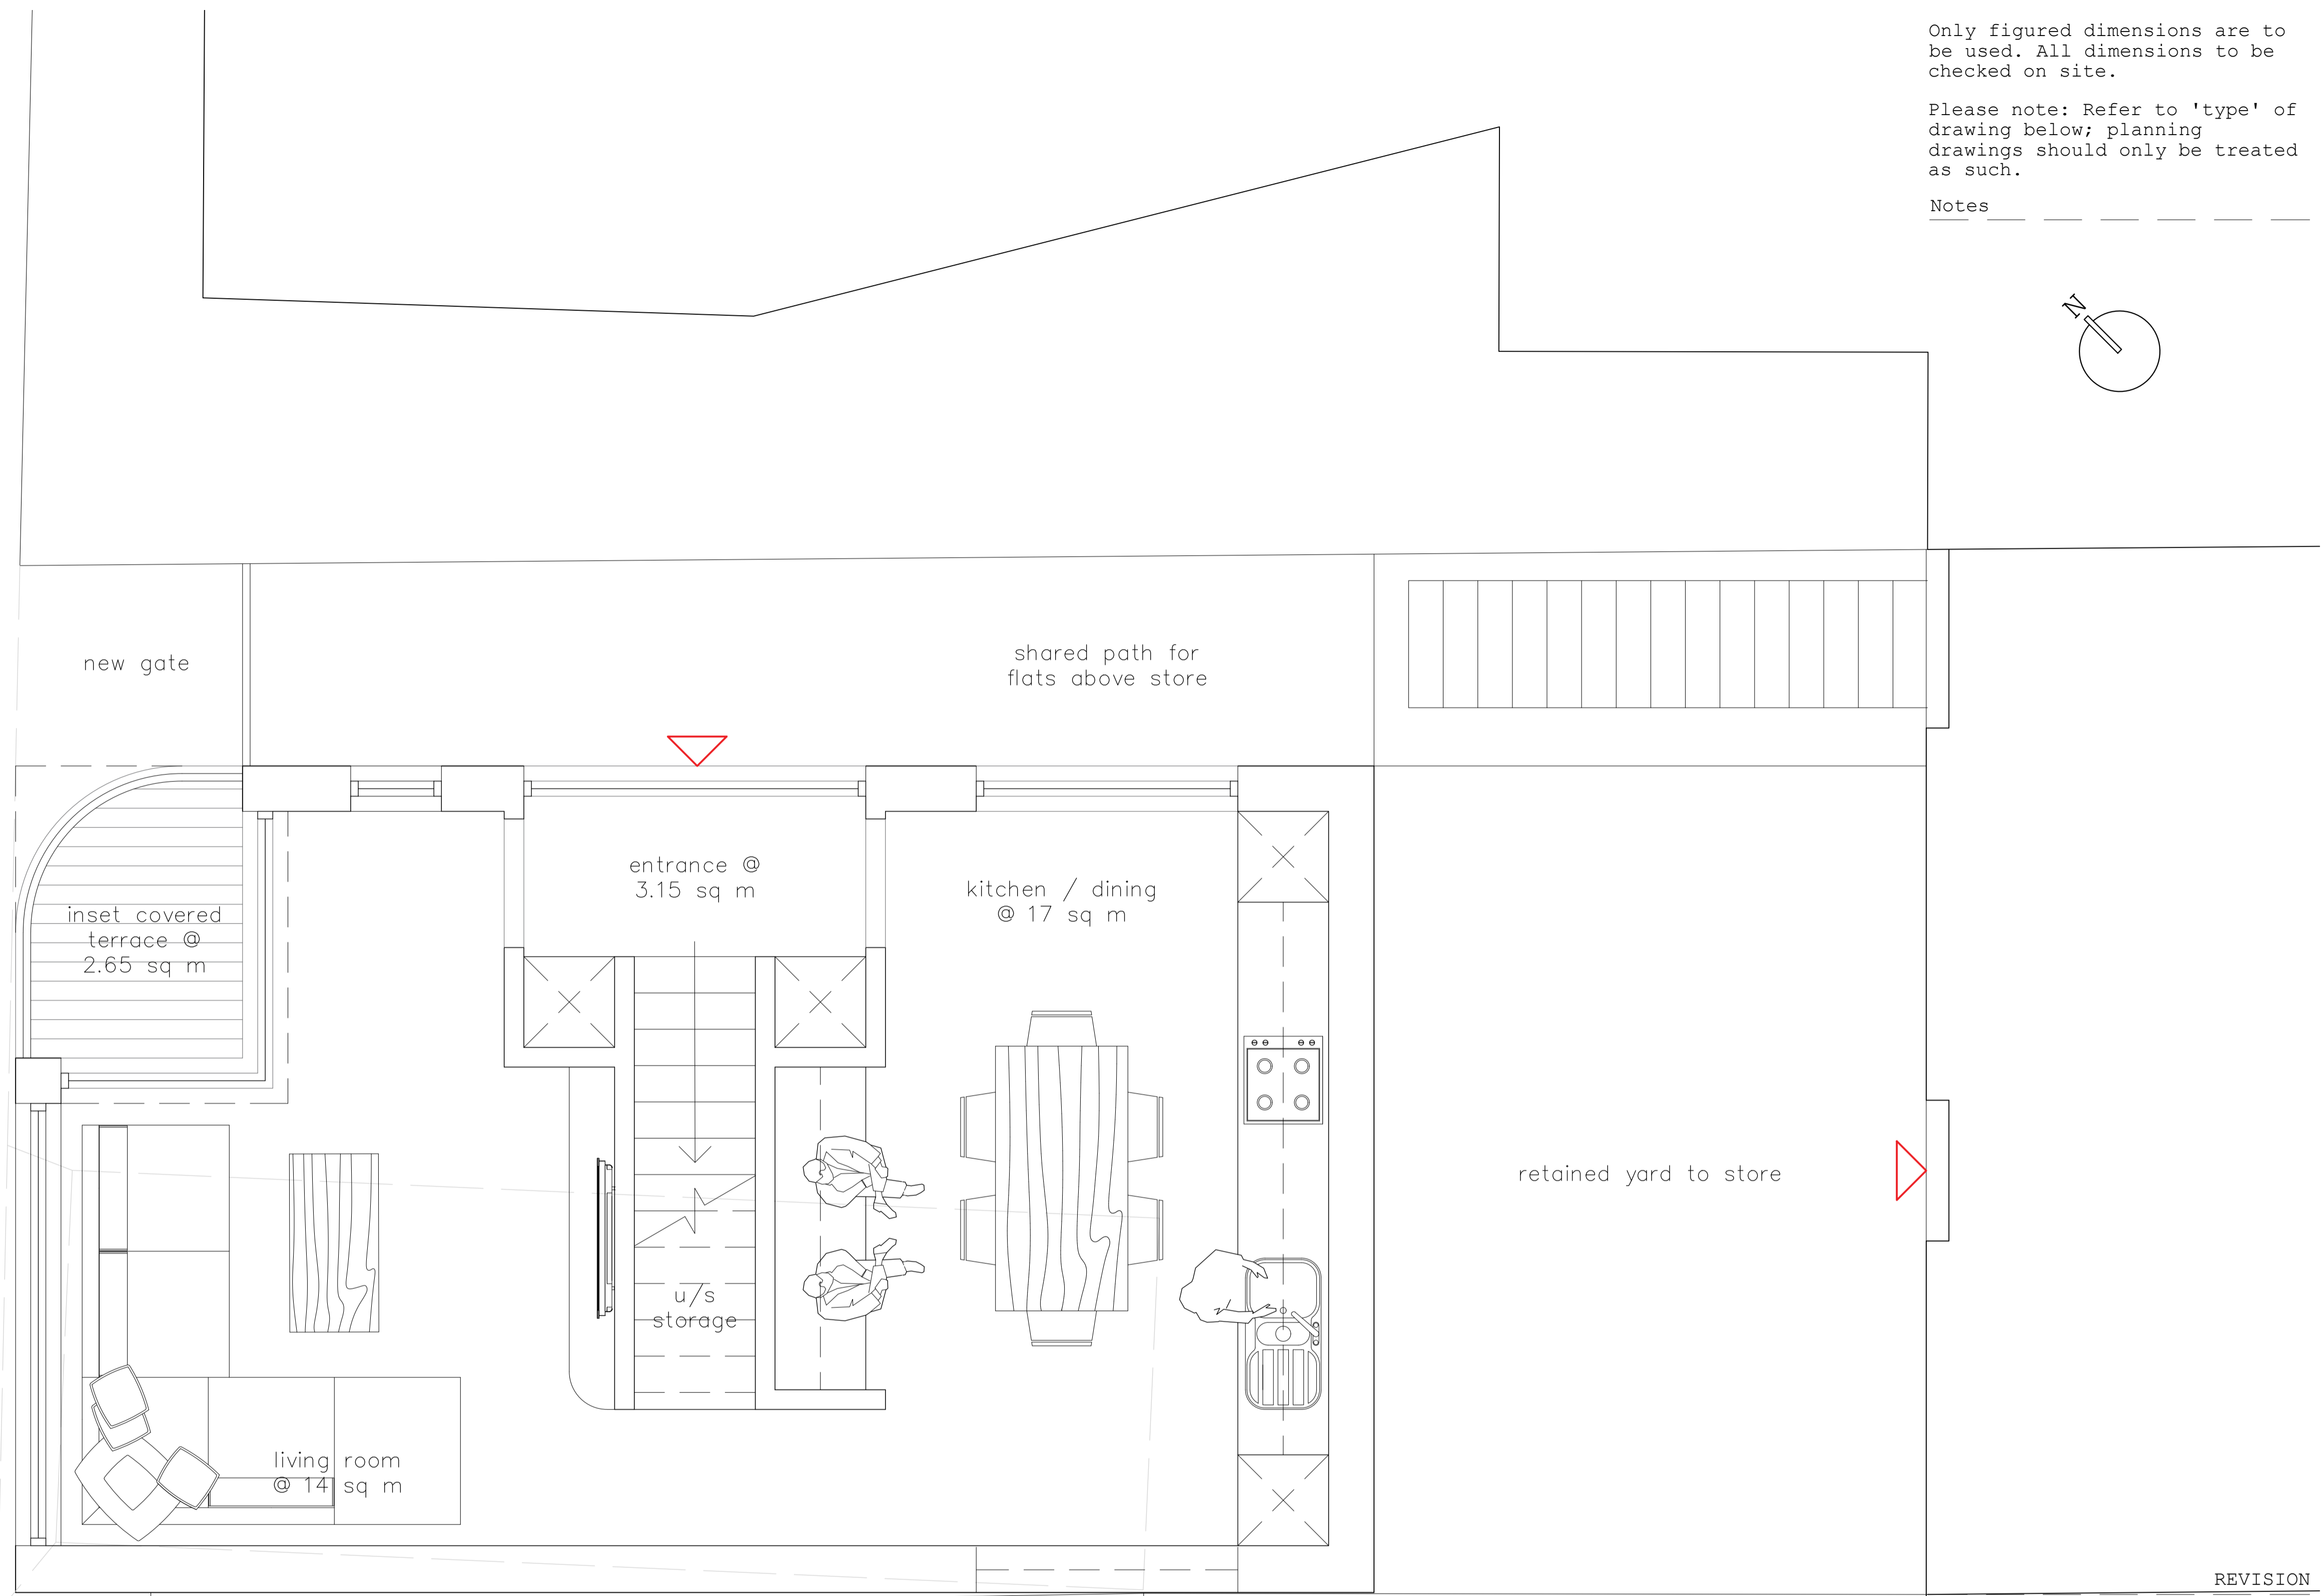 Only figured dimensions are to
be used. All dimensions to be
checked on site.
Please note: Refer to 'type' of
drawing below; planning
drawings should only be treated
as such.
Notes
N
new gate
shared path for
flats above store
entrance @
3.15 sq m
kitchen / dining
@ 17 sq m
inset covered
terrace @
2.65 sq m
retained yard to store
u/s
storage
living room
@ 14 sq m
REVISION